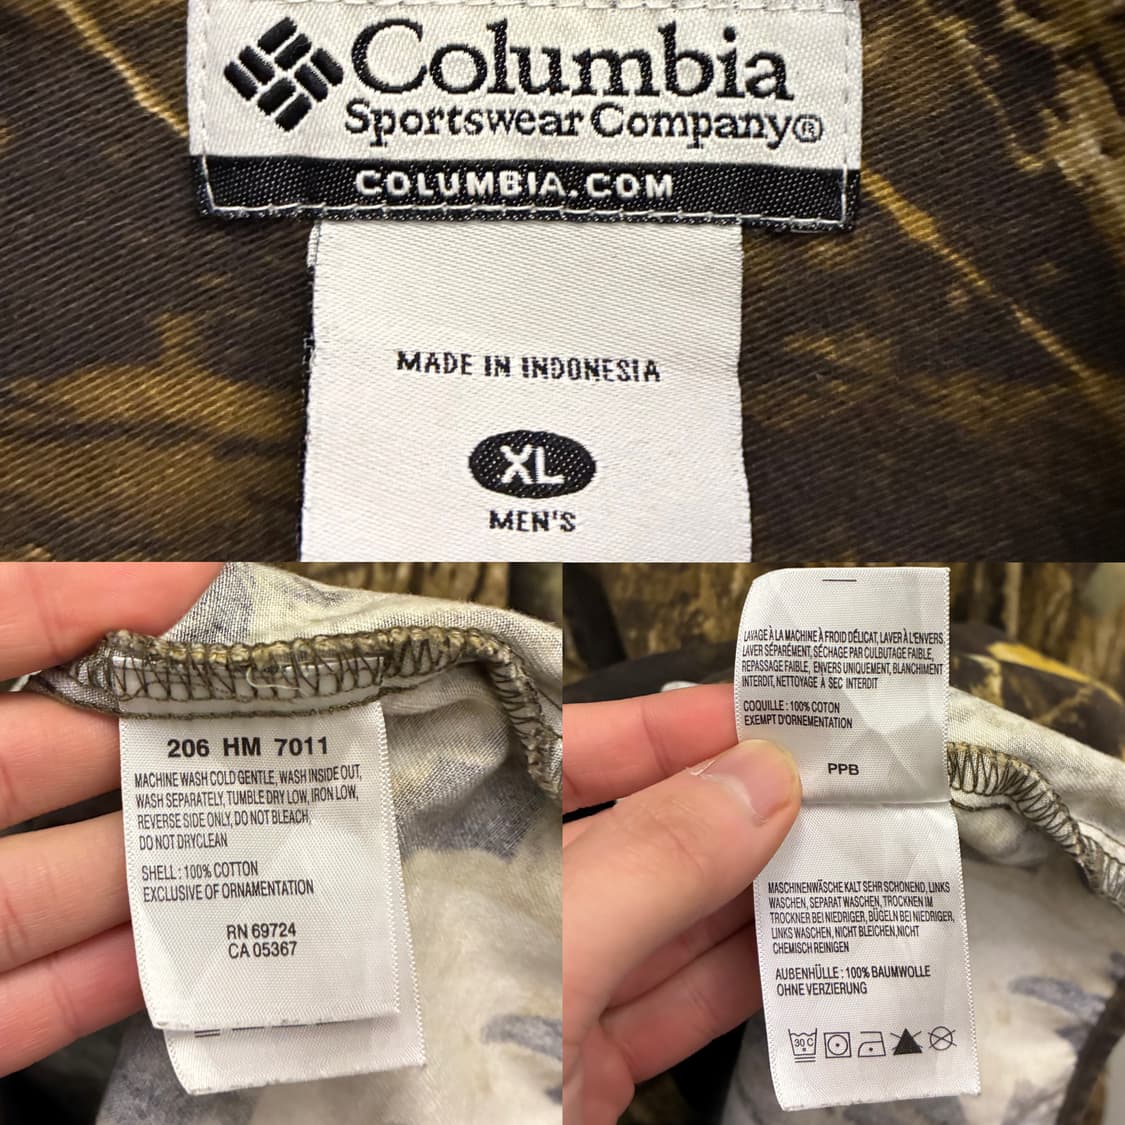 Columbia
Sportswear Company®
COLUMBIA.COM
MADE IN INDONESIA
XL
MEN'S
206 HM 7011
MACHINE WASH COLD GENTLE, WASH INSIDE OUT,
WASH SEPARATELY, TUMBLE DRY LOW, IRON LOW,
REVERSE SIDE ONLY, DO NOT BLEACH,
DO NOT DRYCLEAN
SHELL : 100% COTTON
EXCLUSIVE OF ORNAMENTATION
RN 69724
CA 05367
LAVAGE À LA MACHINE À FROID DÉLICAT, LAVER À L'ENVERS,
LAVER SÉPARÉMENT, SÉCHAGE PAR CULBUTAGE FAIBLE,
REPASSAGE FAIBLE, ENVERS UNIQUEMENT, BLANCHIMENT
INTERDIT, NETTOYAGE À SEC INTERDIT
COQUILLE : 100% COTON
EXEMPT D'ORNEMENTATION
PPB
MASCHINENWÄSCHE KALT SEHR SCHONEND, LINKS
WASCHEN, SEPARAT WASCHEN, TROCKNEN IM
TROCKNER BEI NIEDRIGER, BÜGELN BEI NIEDRIGER,
LINKS WASCHEN, NICHT BLEICHEN,NICHT
CHEMISCH REINIGEN
AUBENHÜLLE : 100% BAUMWOLLE
OHNE VERZIERUNG
30 C